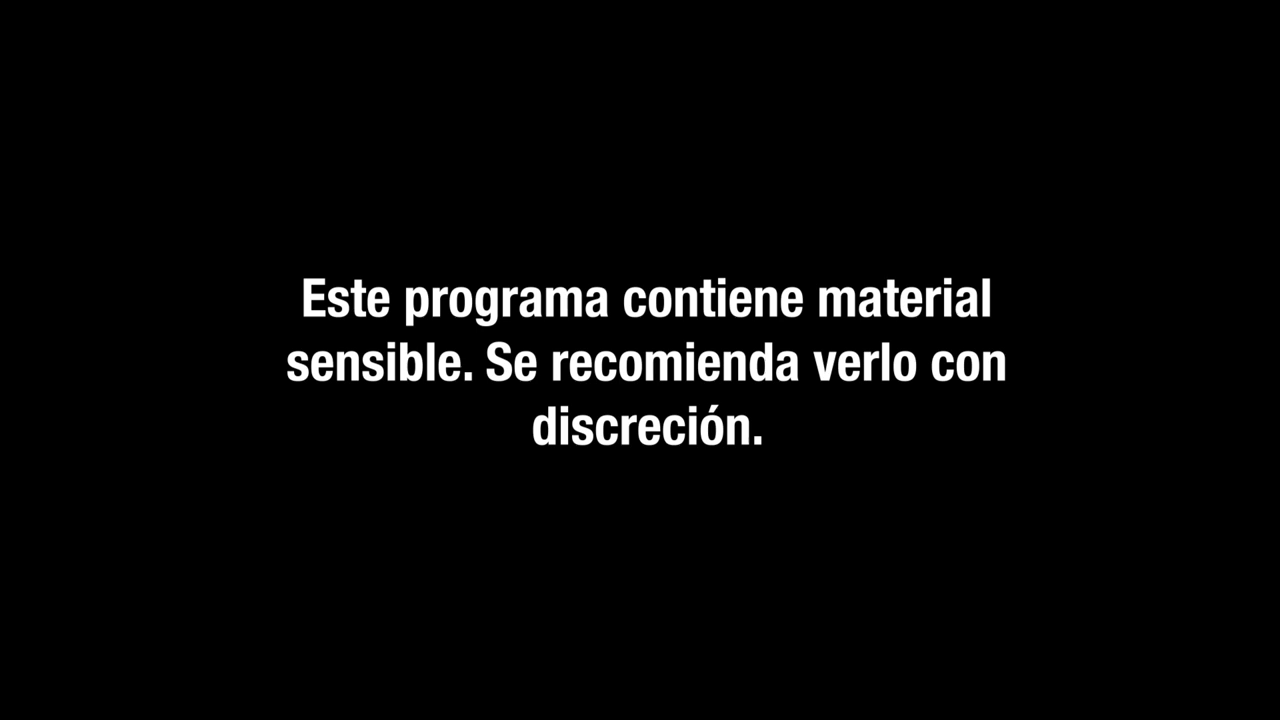 Este programa contiene material
sensible. Se recomienda verlo con
discreción.